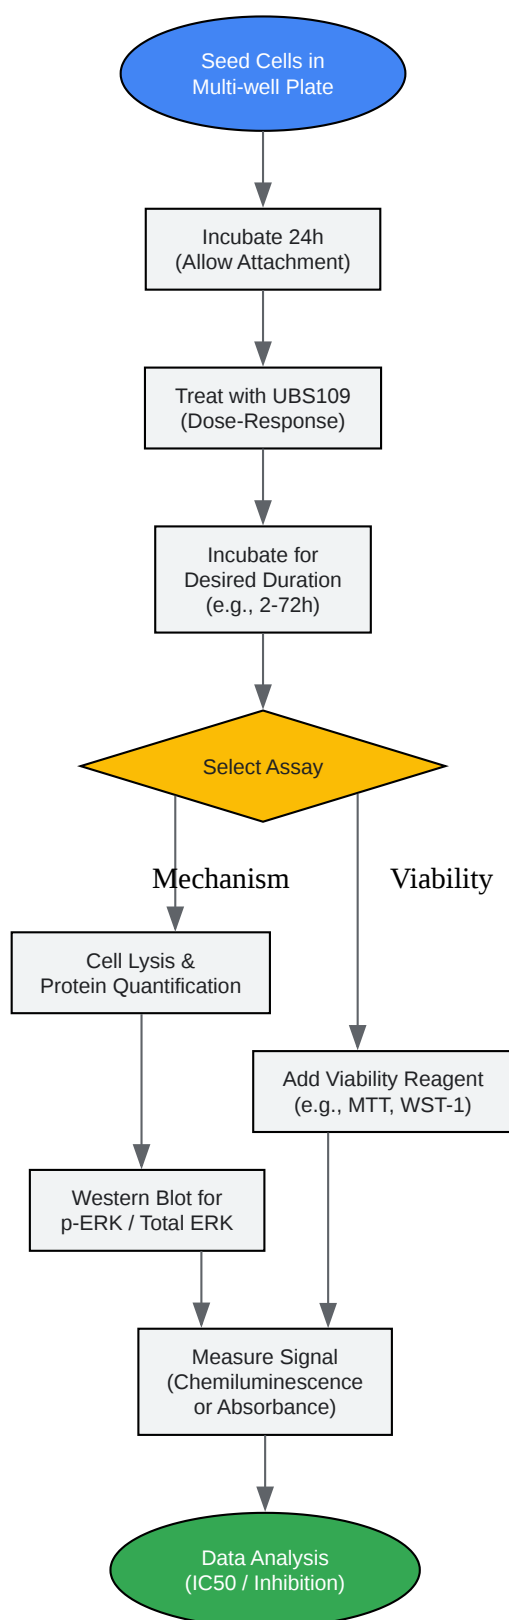 Seed Cells in
Multi-well Plate
Incubate 24h
(Allow Attachment)
Treat with UBS109
(Dose-Response)
Incubate for
Desired Duration
(e.g., 2-72h)
Select Assay
Mechanism
Viability
Cell Lysis &
Protein Quantification
Add Viability Reagent
(e.g., MTT, WST-1)
Western Blot for
p-ERK / Total ERK
Measure Signal
(Chemiluminescence
or Absorbance)
Data Analysis
(IC50 / Inhibition)